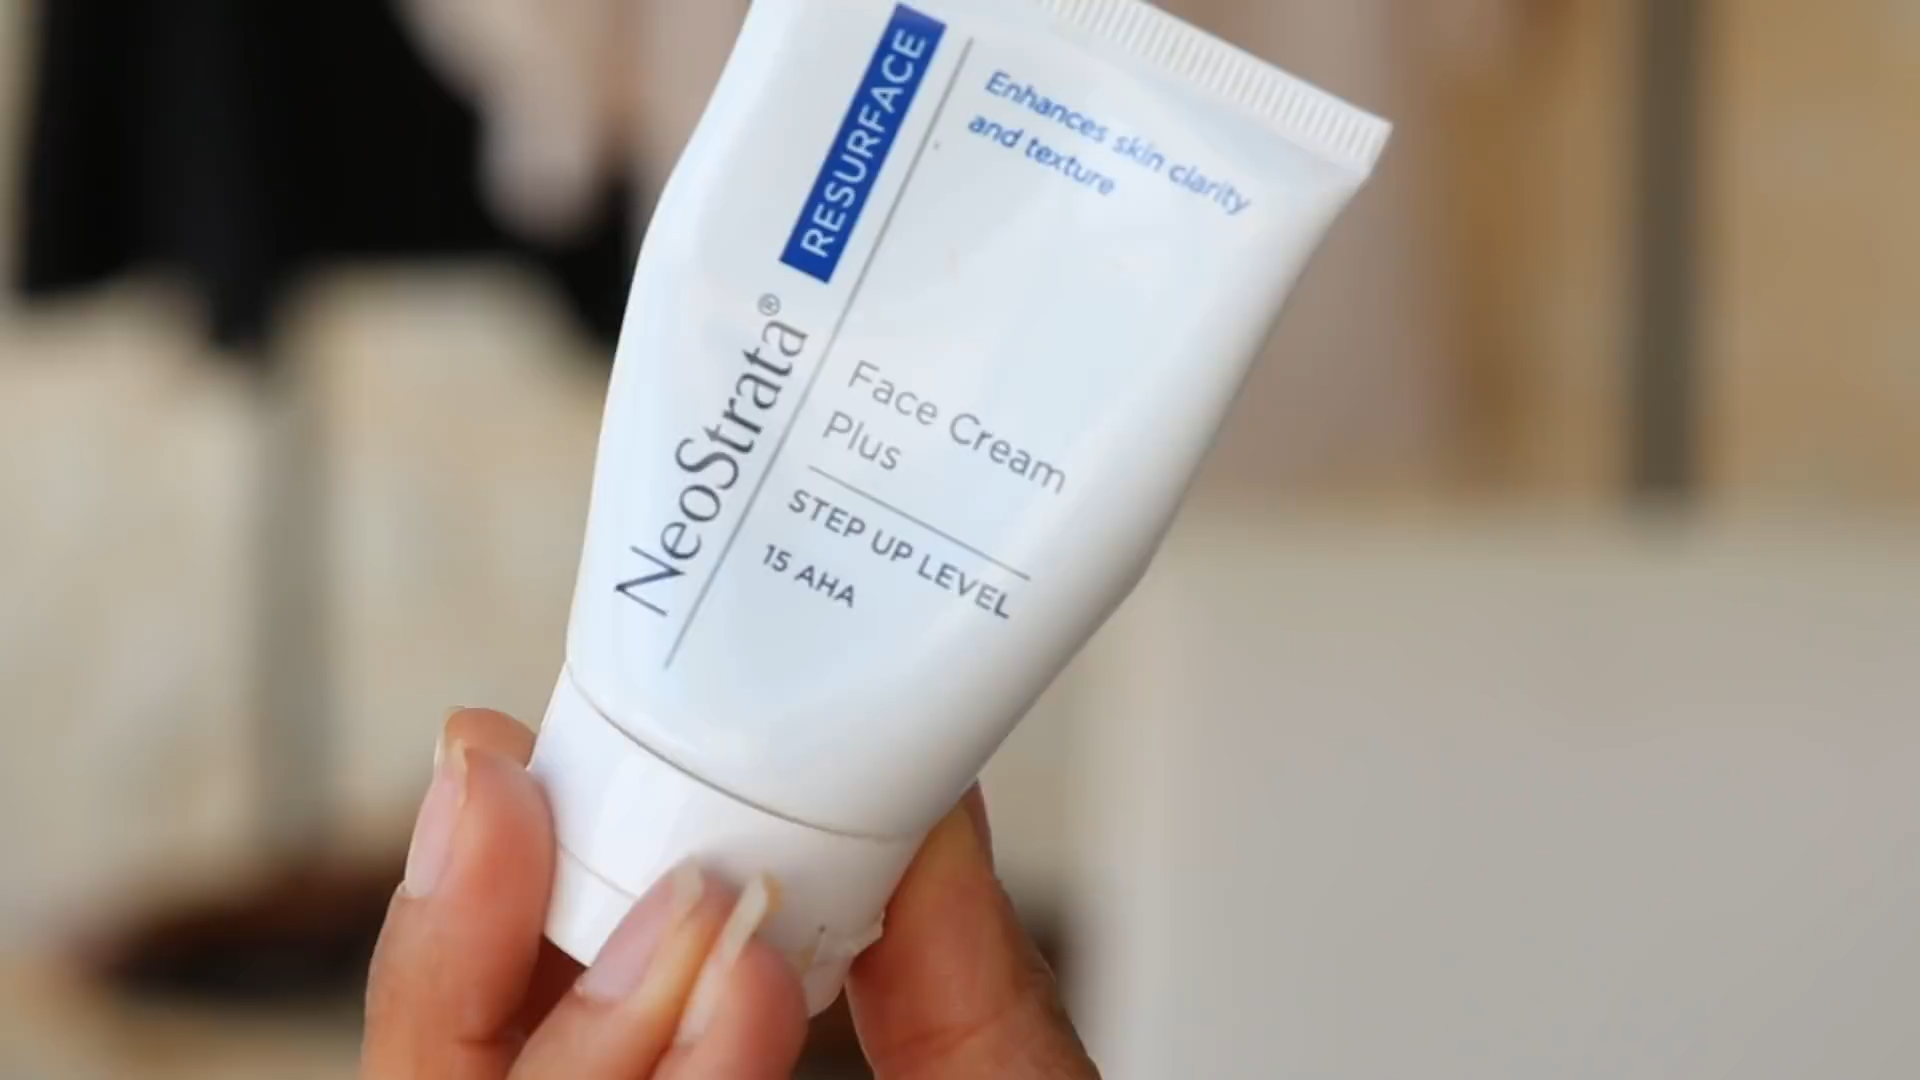 NeoStrata®
RESURFACE
Enhances skin clarity
and texture
Face Cream
Plus
STEP UP LEVEL
15 AHA